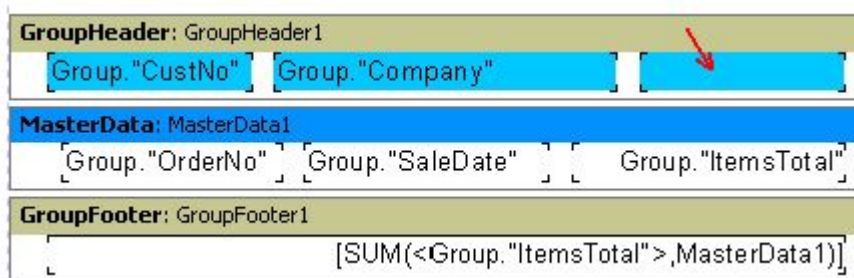 GroupHeader: GroupHeader1
Group."CustNo" Group."Company"
MasterData: MasterData1
Group."OrderNo" Group."SaleDate" Group."ItemsTotal"
GroupFooter: GroupFooter1
[SUM(<Group."ItemsTotal">,MasterData1)]